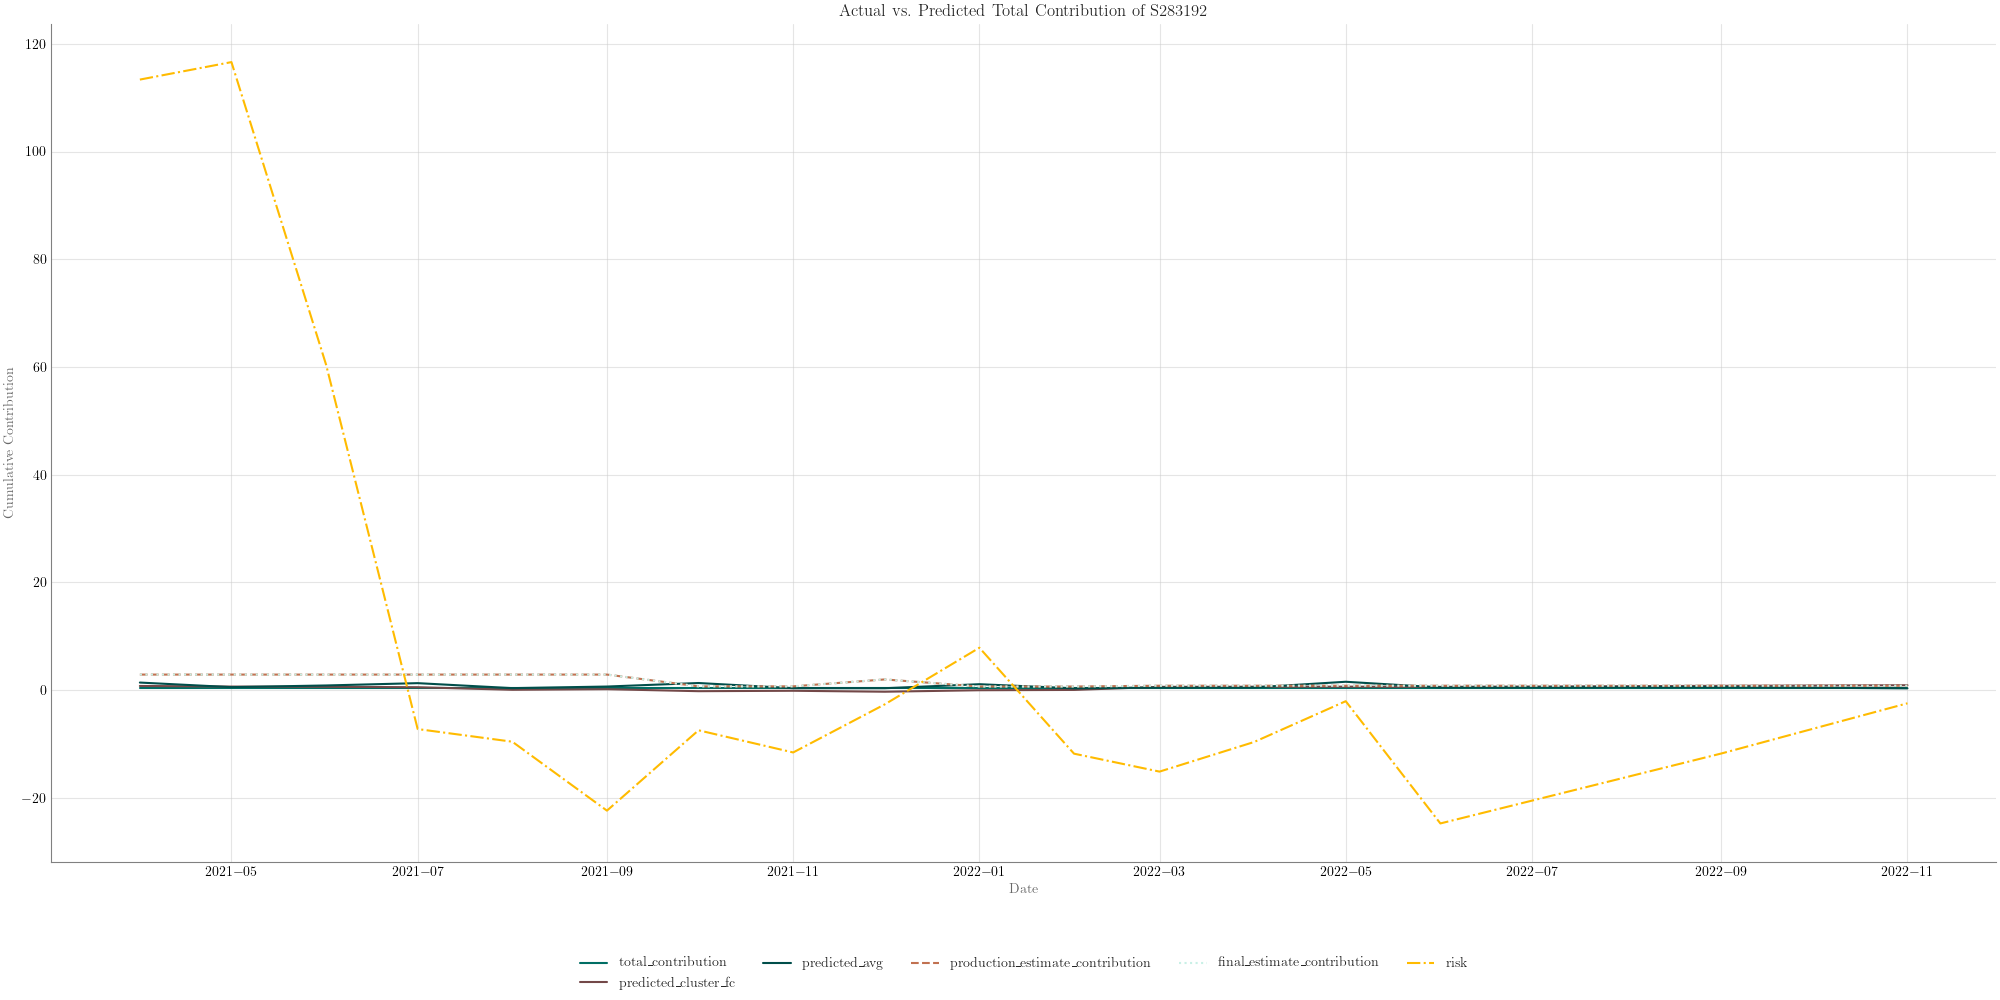 Actual vs. Predicted Total Contribution of S283192
120
100
80
60
40
20
0
−20
Cumulative Contribution
2021−05 2021−07 2021−09 2021−11 2022−01 2022−03 2022−05 2022−07 2022−09 2022−11
Date
total_contribution predicted_avg production_estimate_contribution final_estimate_contribution risk
predicted_cluster_fc